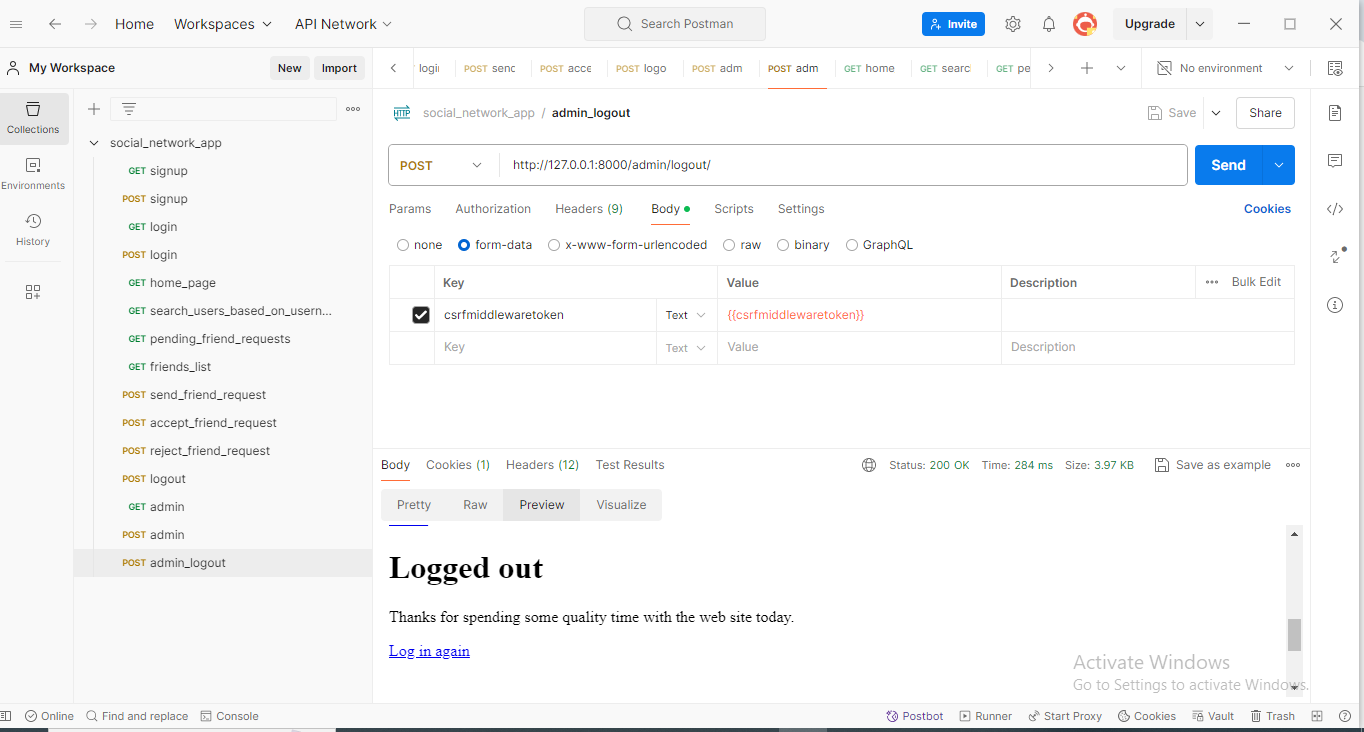 Home Workspaces API Network Search Postman Invite Upgrade
My Workspace New Import logi POST senc POST acce POST logo POST adm POST adm GET home GET searc GET pe No environment
Collections
Environments
History
social_network_app
GET signup
POST signup
GET login
POST login
GET home_page
GET search_users_based_on_usern...
GET pending_friend_requests
GET friends_list
POST send_friend_request
POST accept_friend_request
POST reject_friend_request
POST logout
GET admin
POST admin
POST admin_logout
HTTP social_network_app / admin_logout Save Share
POST http://127.0.0.1:8000/admin/logout/ Send
Params Authorization Headers (9) Body Scripts Settings Cookies
none form-data x-www-form-urlencoded raw binary GraphQL
Key Value Description Bulk Edit
csrfmiddlewaretoken Text {{csrfmiddlewaretoken}}
Key Text Value Description
Body Cookies (1) Headers (12) Test Results Status: 200 OK Time: 284 ms Size: 3.97 KB Save as example
Pretty Raw Preview Visualize
Logged out
Thanks for spending some quality time with the web site today.
Log in again
Activate Windows
Go to Settings to activate Windows.
Online Find and replace Console Postbot Runner Start Proxy Cookies Vault Trash